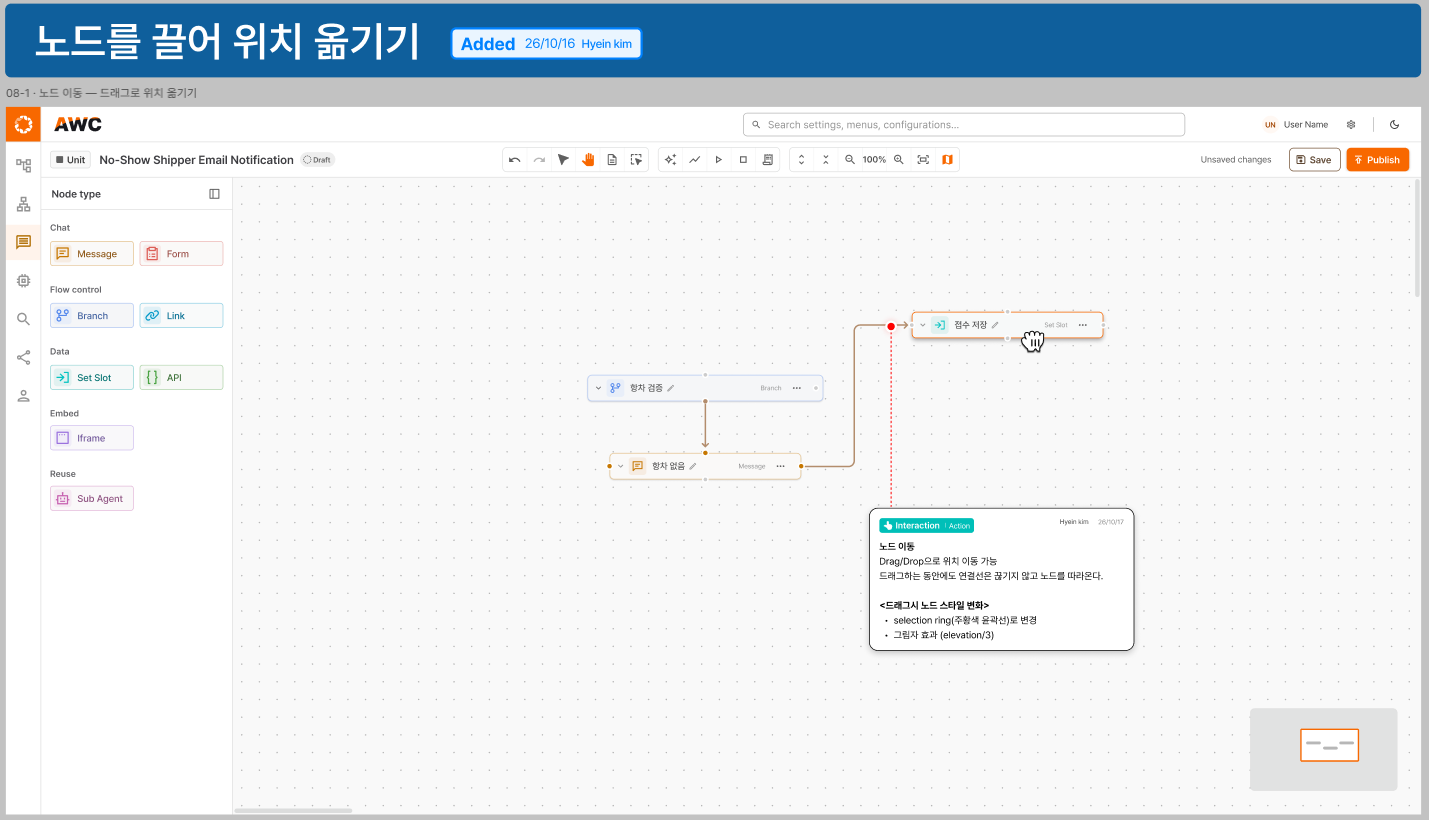 노드를 끌어 위치 옮기기
Added 26/10/16 Hyein kim
08-1 · 노드 이동 — 드래그로 위치 옮기기
AWC
Search settings, menus, configurations...
UN User Name
Unit No-Show Shipper Email Notification Draft
100%
Unsaved changes Save Publish
Node type
Chat
Message Form
Flow control
Branch Link
Data
Set Slot API
Embed
Iframe
Reuse
Sub Agent
점수 저장 Set Slot
항차 검증 Branch
항차 없음 Message
Interaction Action Hyein kim 26/10/17
노드 이동
Drag/Drop으로 위치 이동 가능
드래그하는 동안에도 연결선은 끊기지 않고 노드를 따라온다.
<드래그시 노드 스타일 변화>
• selection ring(주황색 윤곽선)로 변경
• 그림자 효과 (elevation/3)